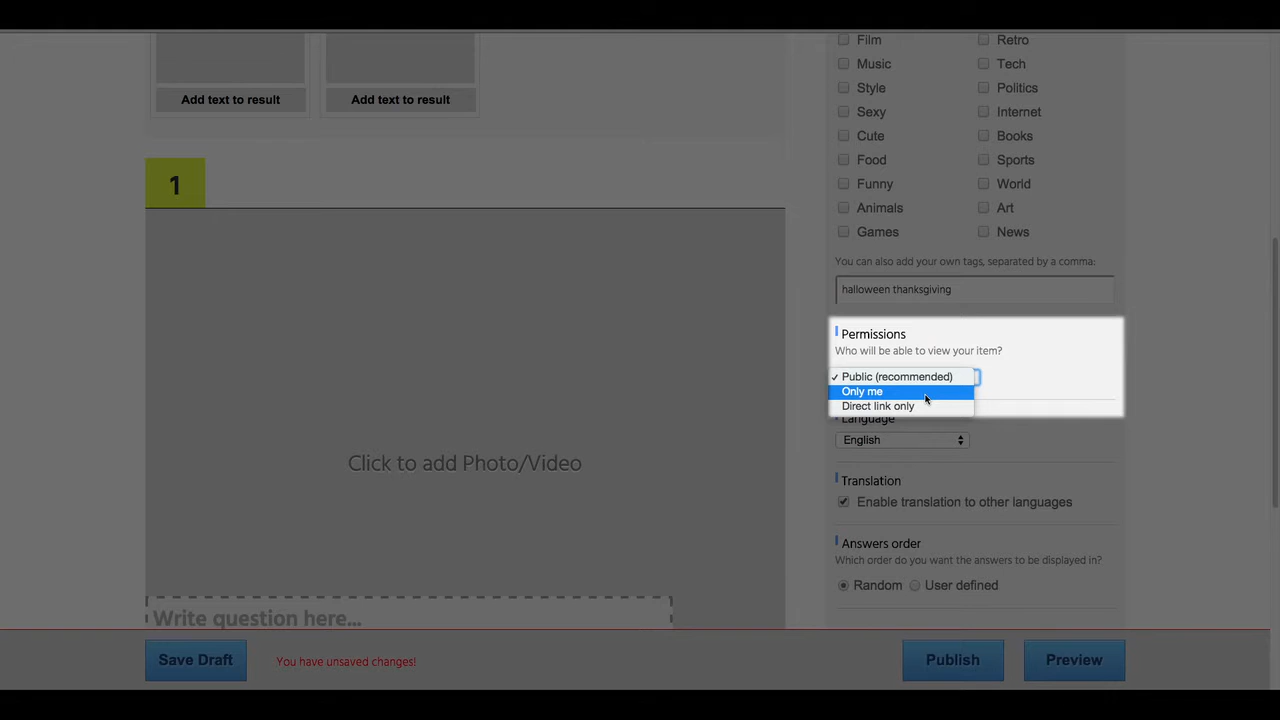 Add text to result
Add text to result
1
Click to add Photo/Video
Write question here...
Film
Retro
Music
Tech
Style
Politics
Sexy
Internet
Cute
Books
Food
Sports
Funny
World
Animals
Art
Games
News
You can also add your own tags, separated by a comma:
halloween thanksgiving
Permissions
Who will be able to view your item?
✓ Public (recommended)
Only me
Direct link only
Language
English
Translation
Enable translation to other languages
Answers order
Which order do you want the answers to be displayed in?
Random
User defined
Save Draft
You have unsaved changes!
Publish
Preview